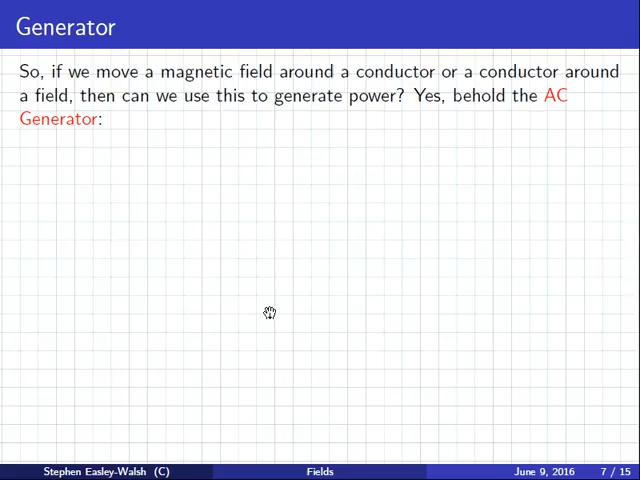 Generator
So, if we move a magnetic field around a conductor or a conductor around
a field, then can we use this to generate power? Yes, behold the AC
Generator:
Stephen Easley-Walsh (C) Fields June 9, 2016 7 / 15